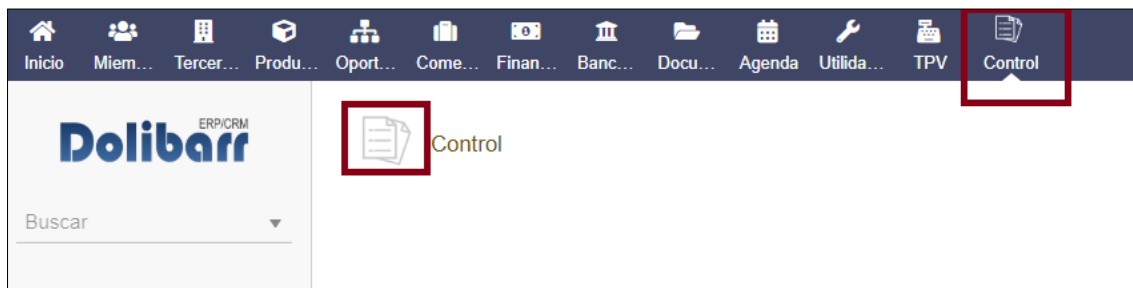 Inicio Miem... Tercer... Produ... Oport... Come... Finan... Banc... Docu... Agenda Utilida... TPV Control
Dolibarr ERP/CRM
Control
Buscar